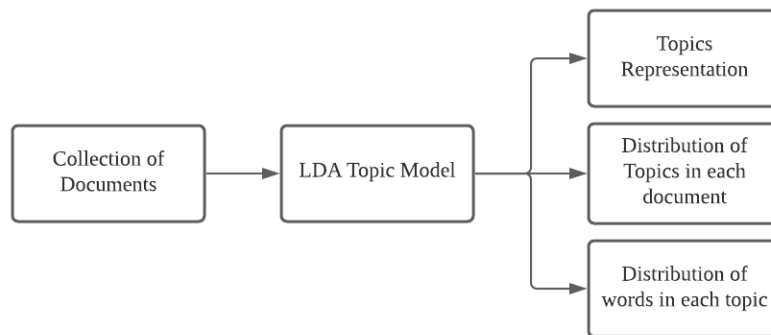 Collection of
Documents
LDA Topic Model
Topics
Representation
Distribution of
Topics in each
document
Distribution of
words in each topic